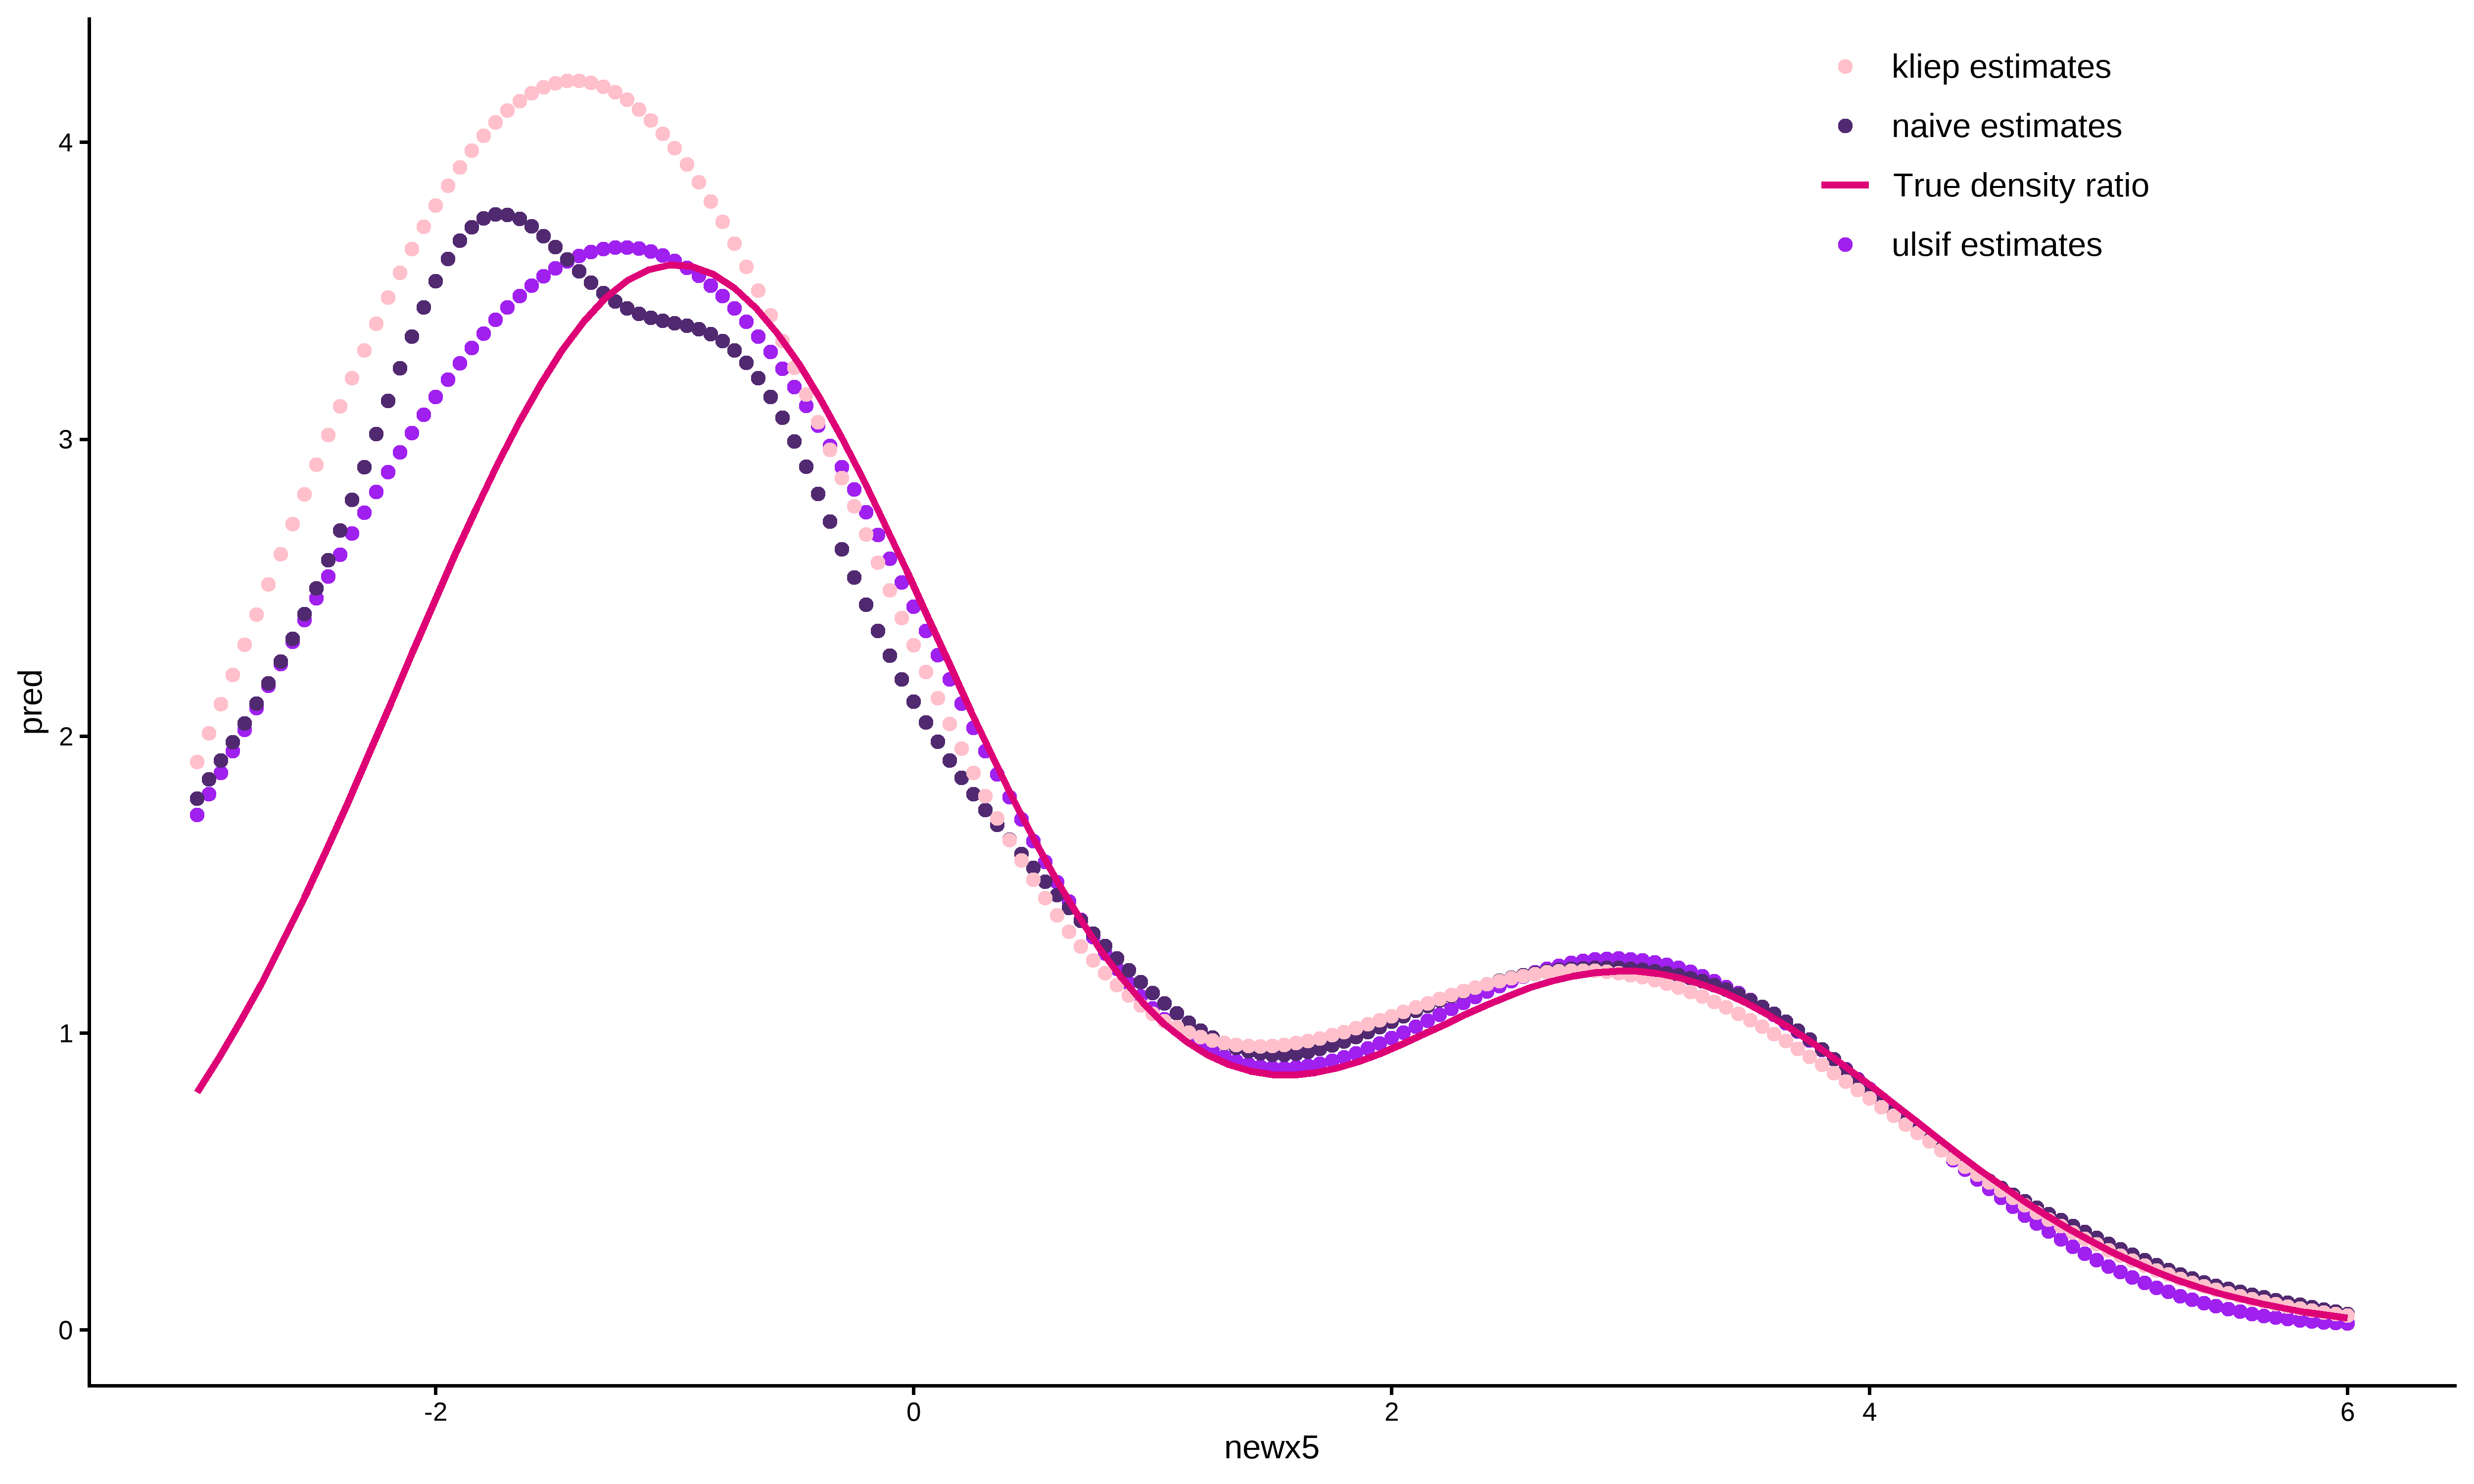 kliep estimates
naive estimates
True density ratio
ulsif estimates
4
3
2
1
0
pred
-2
0
2
4
6
newx5